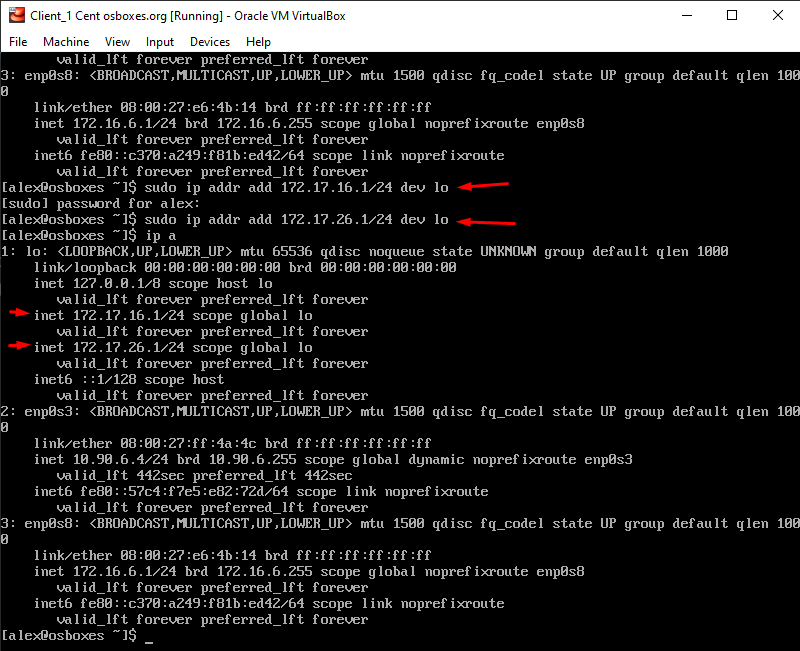 Client_1 Cent osboxes.org [Running] - Oracle VM VirtualBox
File Machine View Input Devices Help
valid_lft forever preferred_lft forever
3: enp0s8: <BROADCAST,MULTICAST,UP,LOWER_UP> mtu 1500 qdisc fq_codel state UP group default qlen 100
0
link/ether 08:00:27:e6:4b:14 brd ff:ff:ff:ff:ff:ff
inet 172.16.6.1/24 brd 172.16.6.255 scope global noprefixroute enp0s8
valid_lft forever preferred_lft forever
inet6 fe80::c370:a249:f81b:ed42/64 scope link noprefixroute
valid_lft forever preferred_lft forever
[alex@osboxes ~]$ sudo ip addr add 172.17.16.1/24 dev lo
[sudo] password for alex:
[alex@osboxes ~]$ sudo ip addr add 172.17.26.1/24 dev lo
[alex@osboxes ~]$ ip a
1: lo: <LOOPBACK,UP,LOWER_UP> mtu 65536 qdisc noqueue state UNKNOWN group default qlen 1000
link/loopback 00:00:00:00:00:00 brd 00:00:00:00:00:00
inet 127.0.0.1/8 scope host lo
valid_lft forever preferred_lft forever
inet 172.17.16.1/24 scope global lo
valid_lft forever preferred_lft forever
inet 172.17.26.1/24 scope global lo
valid_lft forever preferred_lft forever
inet6 ::1/128 scope host
valid_lft forever preferred_lft forever
2: enp0s3: <BROADCAST,MULTICAST,UP,LOWER_UP> mtu 1500 qdisc fq_codel state UP group default qlen 100
0
link/ether 08:00:27:ff:4a:4c brd ff:ff:ff:ff:ff:ff
inet 10.90.6.4/24 brd 10.90.6.255 scope global dynamic noprefixroute enp0s3
valid_lft 442sec preferred_lft 442sec
inet6 fe80::57c4:f7e5:e82:72d/64 scope link noprefixroute
valid_lft forever preferred_lft forever
3: enp0s8: <BROADCAST,MULTICAST,UP,LOWER_UP> mtu 1500 qdisc fq_codel state UP group default qlen 100
0
link/ether 08:00:27:e6:4b:14 brd ff:ff:ff:ff:ff:ff
inet 172.16.6.1/24 brd 172.16.6.255 scope global noprefixroute enp0s8
valid_lft forever preferred_lft forever
inet6 fe80::c370:a249:f81b:ed42/64 scope link noprefixroute
valid_lft forever preferred_lft forever
[alex@osboxes ~]$ _